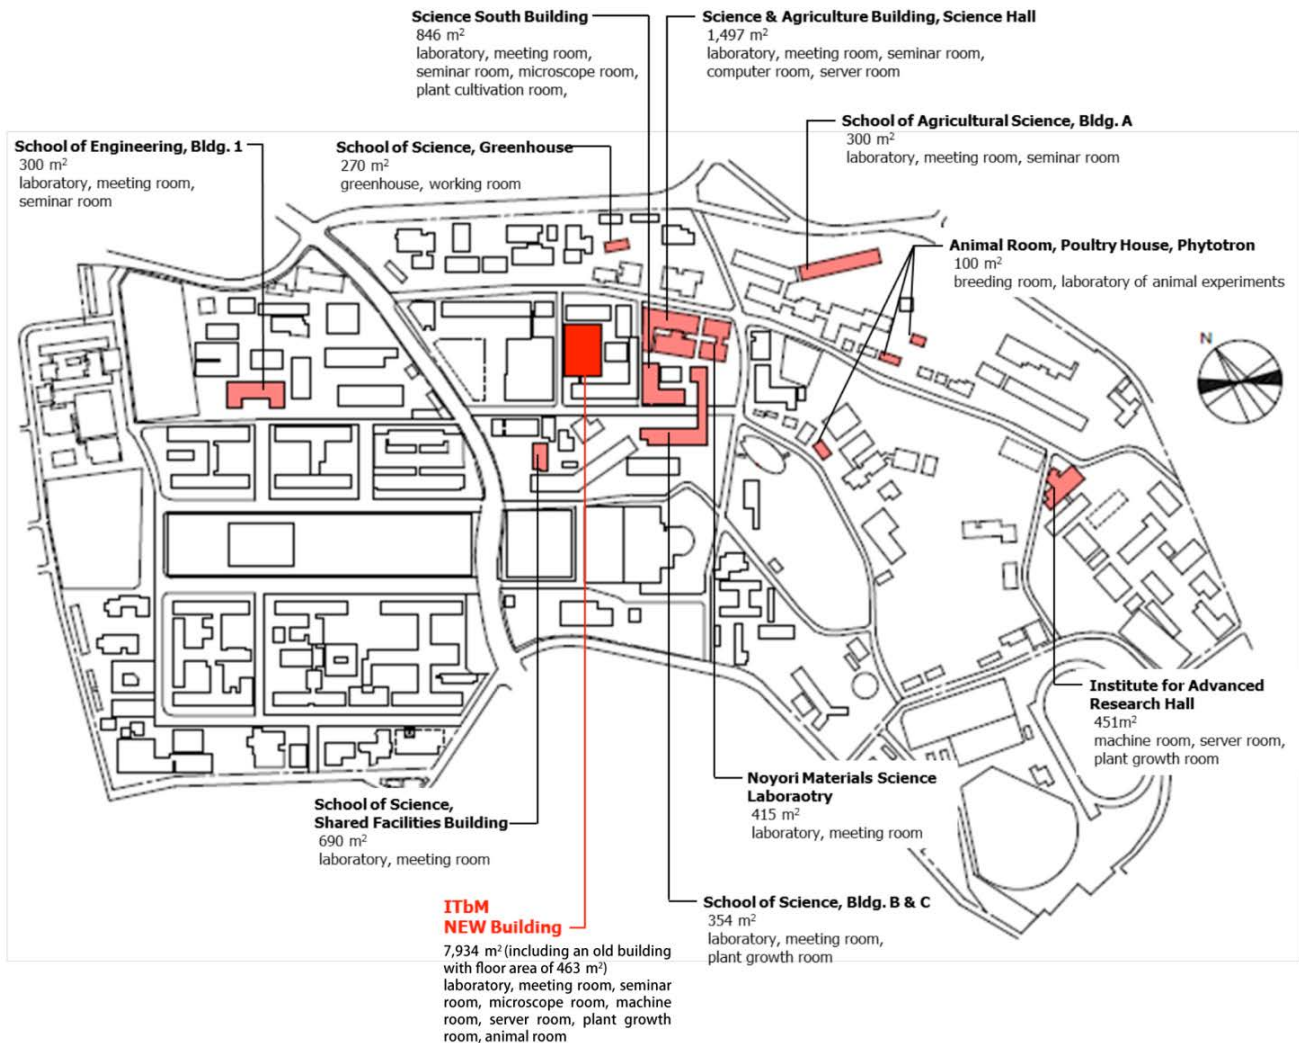 Science South Building
846 m²
laboratory, meeting room,
seminar room, microscope room,
plant cultivation room,
Science & Agriculture Building, Science Hall
1,497 m²
laboratory, meeting room, seminar room,
computer room, server room
School of Agricultural Science, Bldg. A
300 m²
laboratory, meeting room, seminar room
School of Engineering, Bldg. 1
300 m²
laboratory, meeting room,
seminar room
School of Science, Greenhouse
270 m²
greenhouse, working room
Animal Room, Poultry House, Phytotron
100 m²
breeding room, laboratory of animal experiments
N
Institute for Advanced
Research Hall
451m²
machine room, server room,
plant growth room
Noyori Materials Science
Laboraotry
415 m²
laboratory, meeting room
School of Science,
Shared Facilities Building
690 m²
laboratory, meeting room
School of Science, Bldg. B & C
354 m²
laboratory, meeting room,
plant growth room
ITbM
NEW Building
7,934 m² (including an old building
with floor area of 463 m²)
laboratory, meeting room, seminar
room, microscope room, machine
room, server room, plant growth
room, animal room